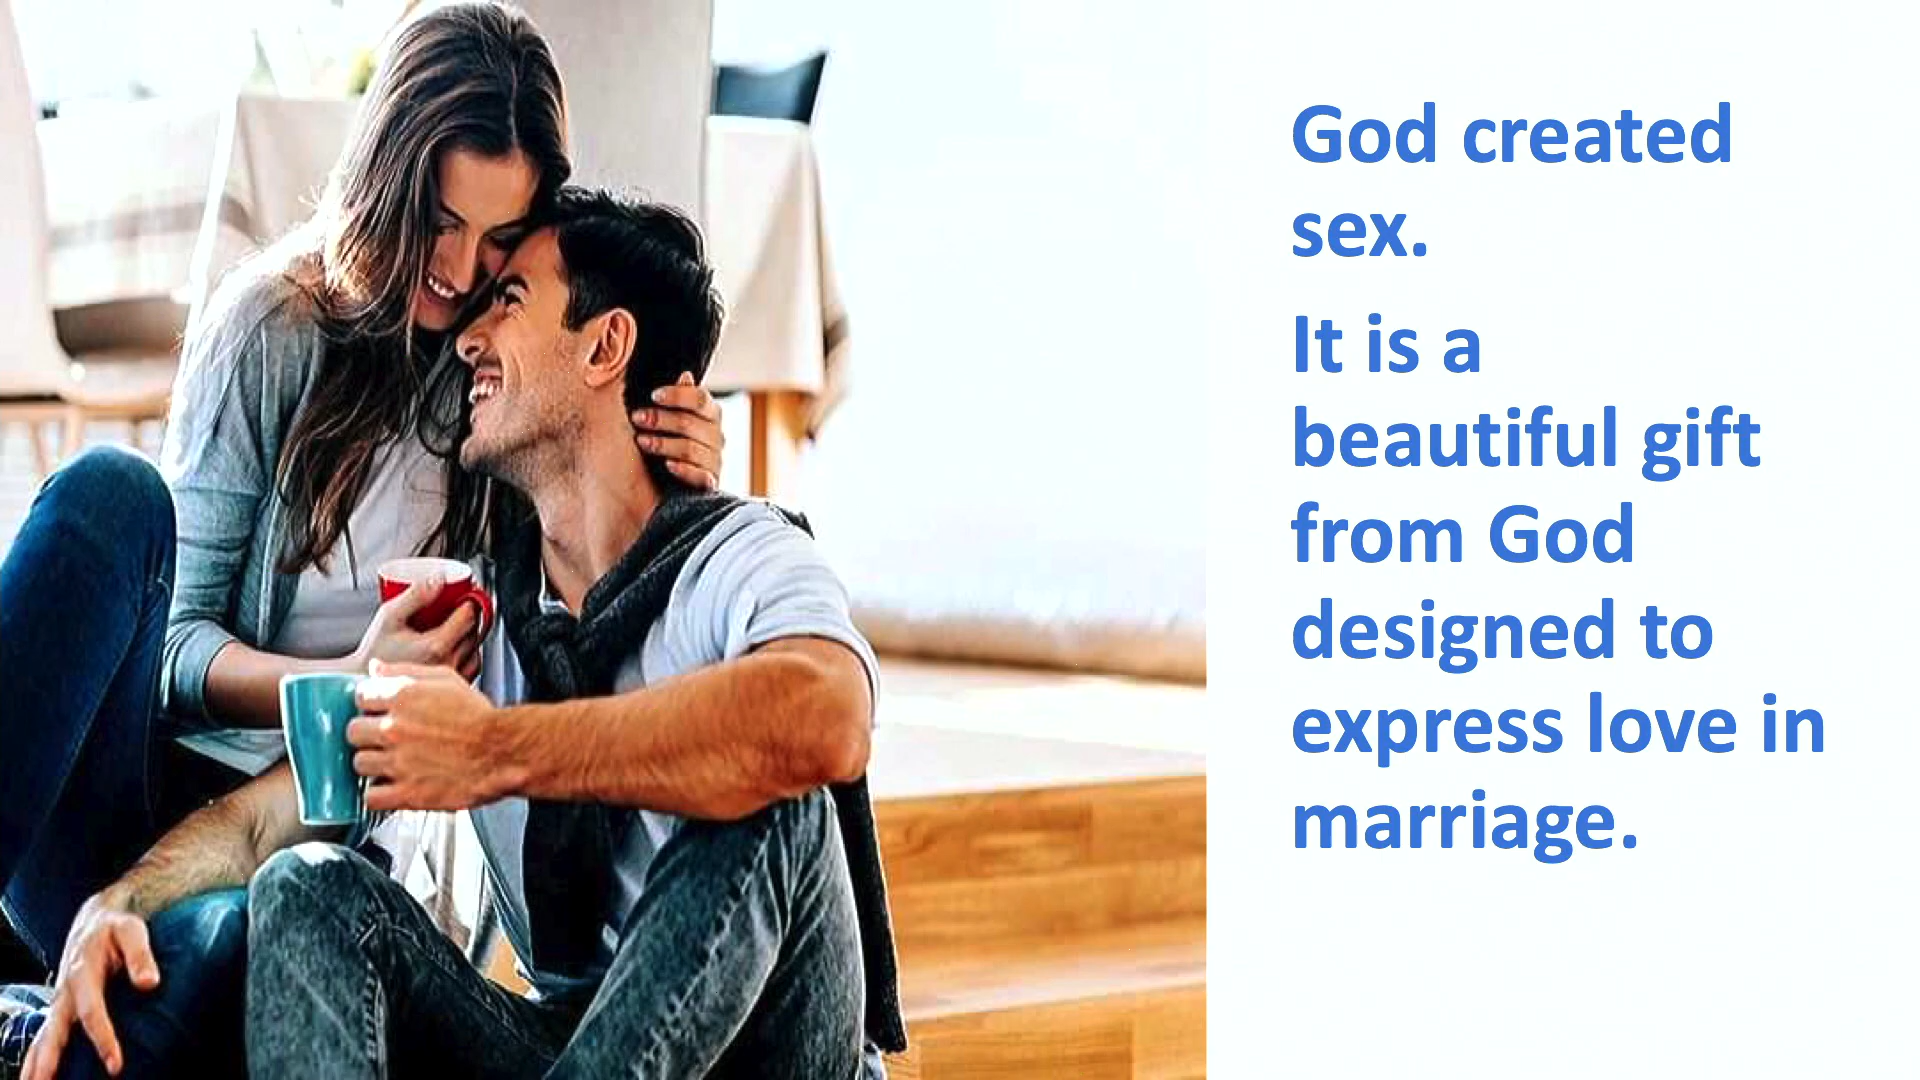 God created
sex.
It is a
beautiful gift
from God
designed to
express love in
marriage.